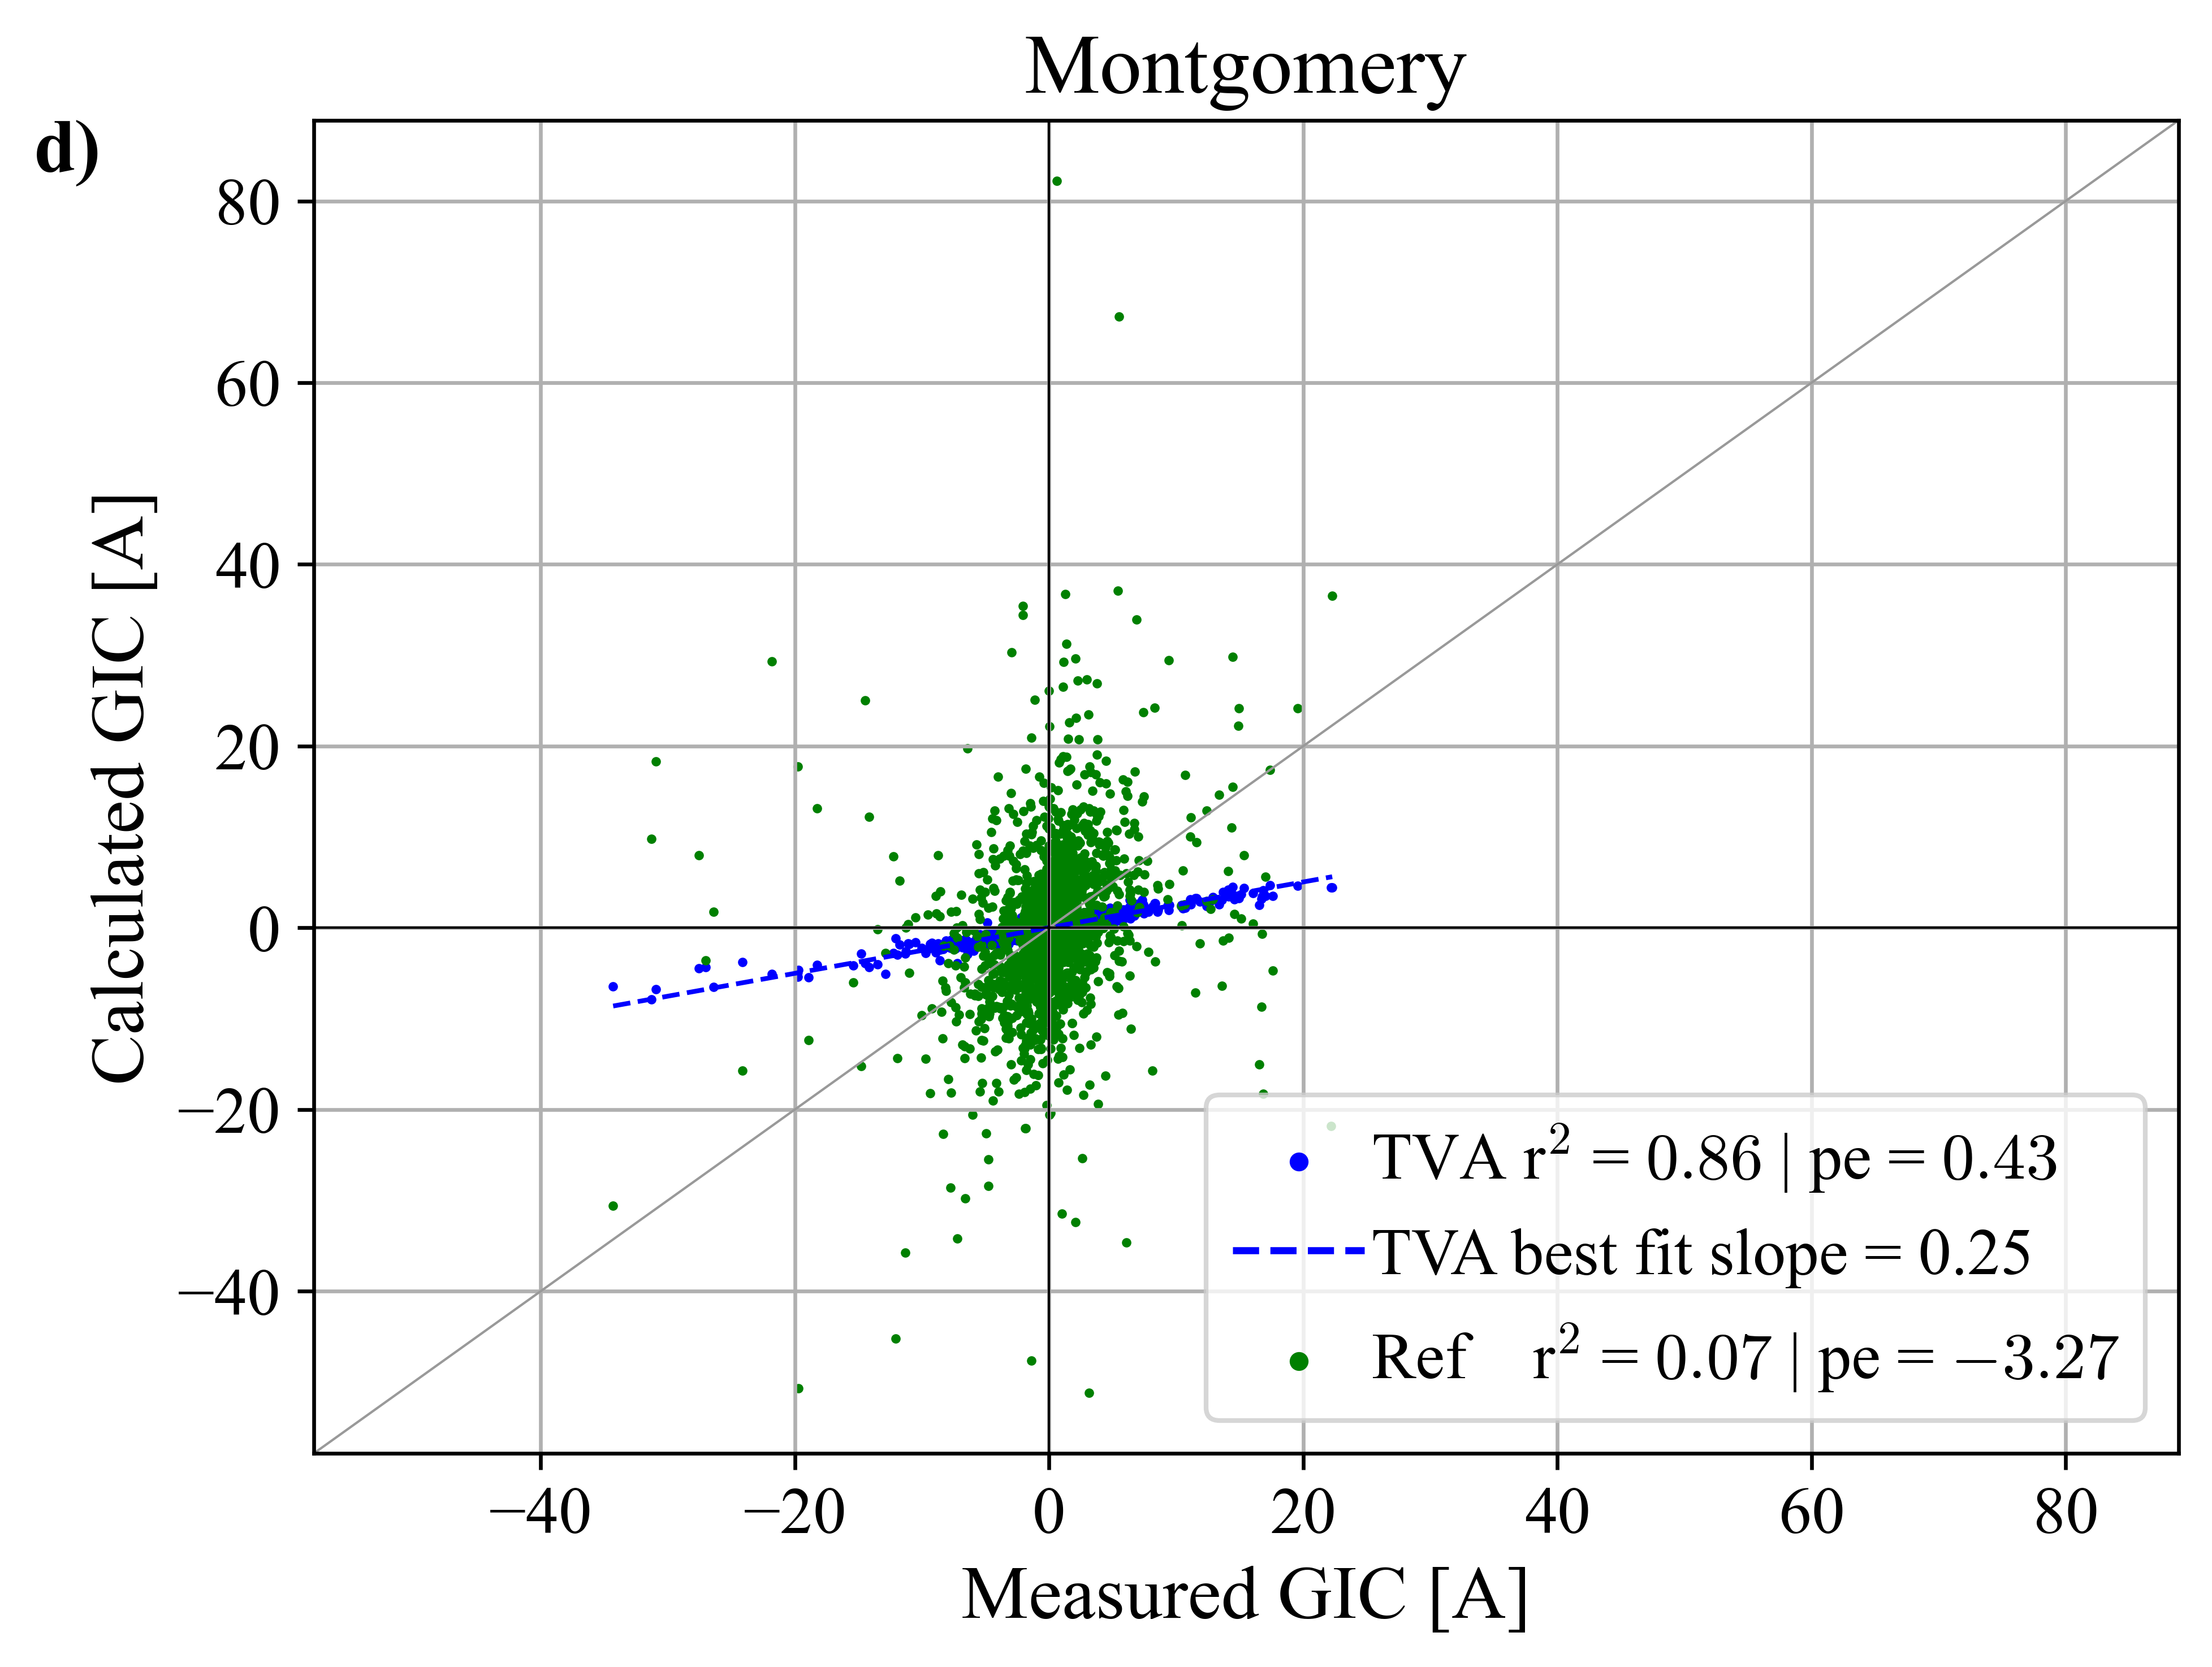 Montgomery
d)
80
60
40
20
0
−20
−40
Calculated GIC [A]
TVA r² = 0.86 | pe = 0.43
TVA best fit slope = 0.25
Ref r² = 0.07 | pe = −3.27
−40 −20 0 20 40 60 80
Measured GIC [A]